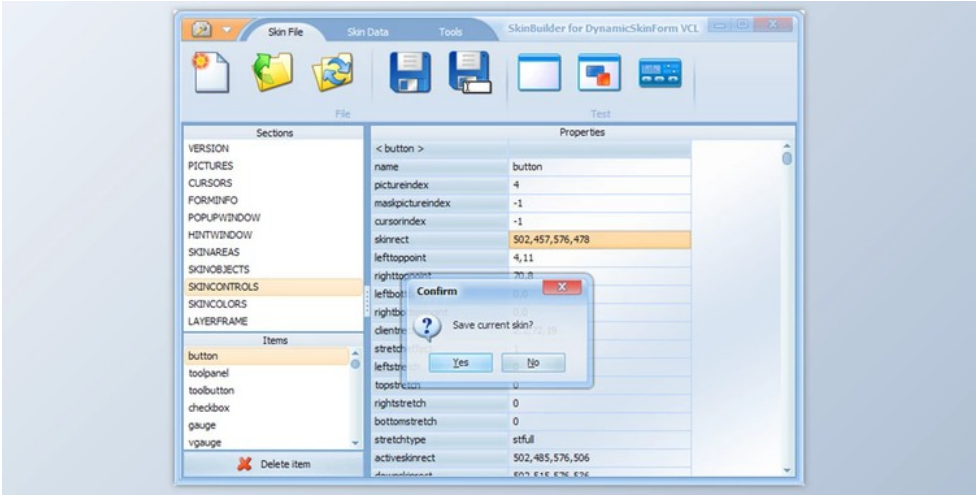 Skin File Skin Data Tools SkinBuilder for DynamicSkinForm VCL
File Test
Sections
VERSION
PICTURES
CURSORS
FORMINFO
POPUPWINDOW
HINTWINDOW
SKINAREAS
SKINOBJECTS
SKINCONTROLS
SKINCOLORS
LAYERFRAME
Items
button
toolpanel
toolbutton
checkbox
gauge
vgauge
Delete item
Properties
< button >
name button
pictureindex 4
maskpictureindex -1
cursorindex -1
skinrect 502,457,576,478
lefttoppoint 4,11
70,8
Confirm
Save current skin?
Yes No
topstretch 0
rightstretch 0
bottomstretch 0
stretchtype stfull
activeskinrect 502,485,576,506